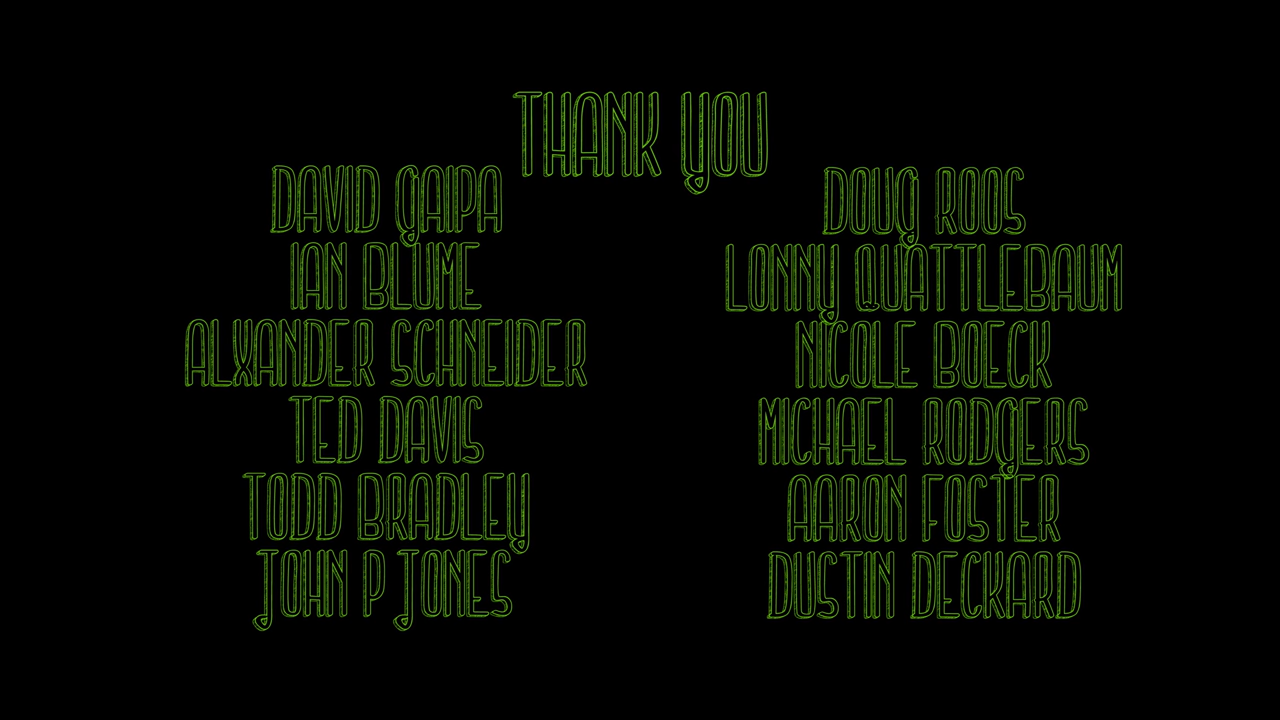 THANK YOU
DAVID GAIPA
IAN BLUME
ALXANDER SCHNEIDER
TED DAVIS
TODD BRADLEY
JOHN P JONES
DOUG ROOS
LONNY QUATTLEBAUM
NICOLE BOECK
MICHAEL RODGERS
AARON FOSTER
DUSTIN DECKARD